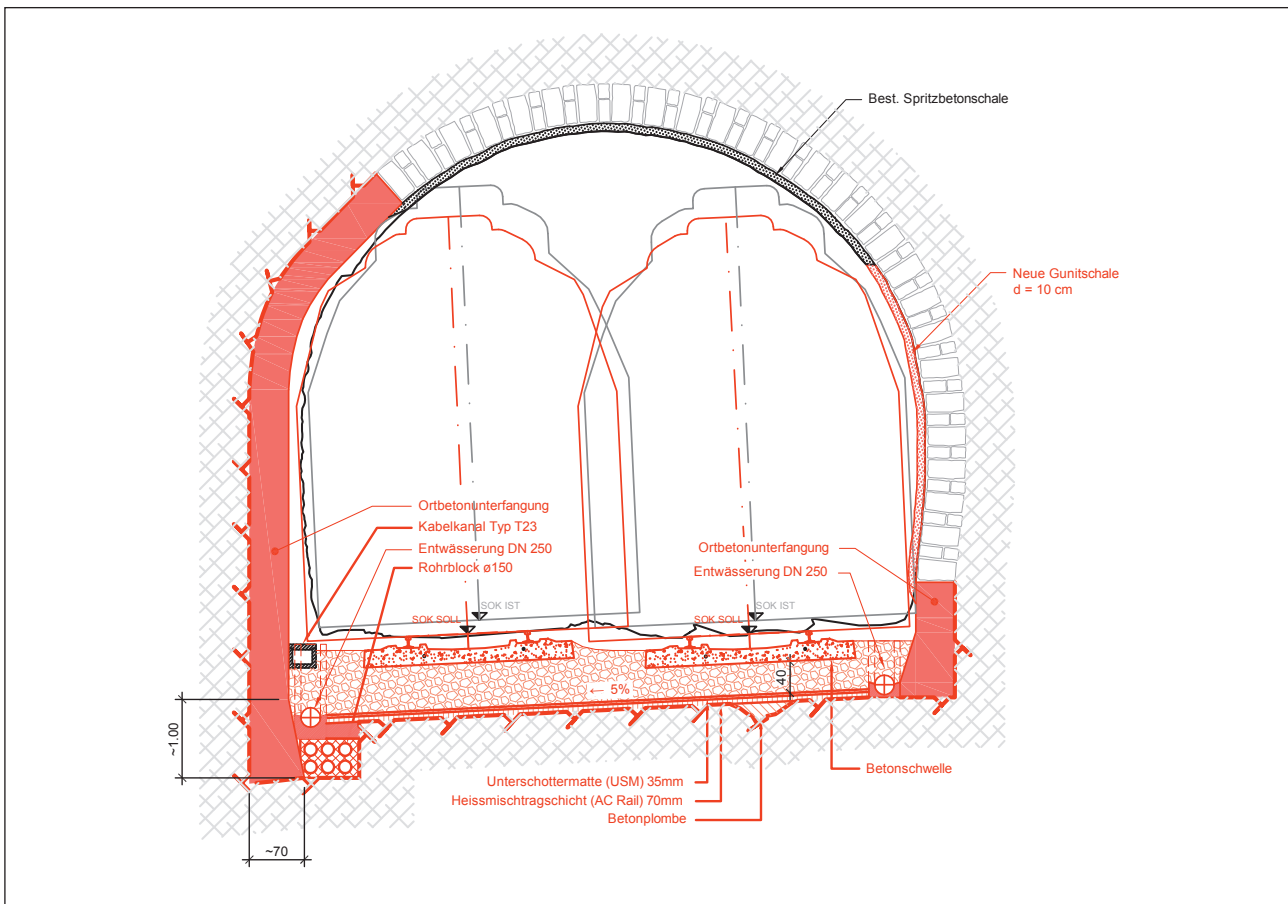 Best. Spritzbetonschale
Neue Gunitschale
d = 10 cm
Ortbetonunterfangung
Kabelkanal Typ T23
Entwässerung DN 250
Rohrblock ø150
Ortbetonunterfangung
Entwässerung DN 250
SOK IST
SOK SOLL
SOK IST
SOK SOLL
40
← 5%
~1.00
Betonschwelle
Unterschottermatte (USM) 35mm
Heissmischtragschicht (AC Rail) 70mm
Betonplombe
~70